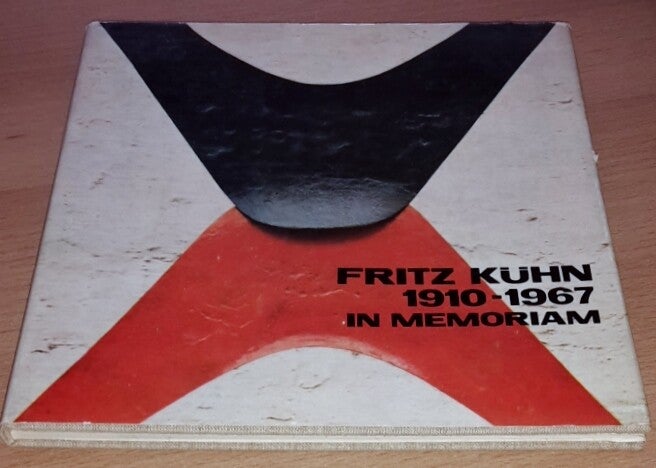 FRITZ KÜHN
1910-1967
IN MEMORIAM